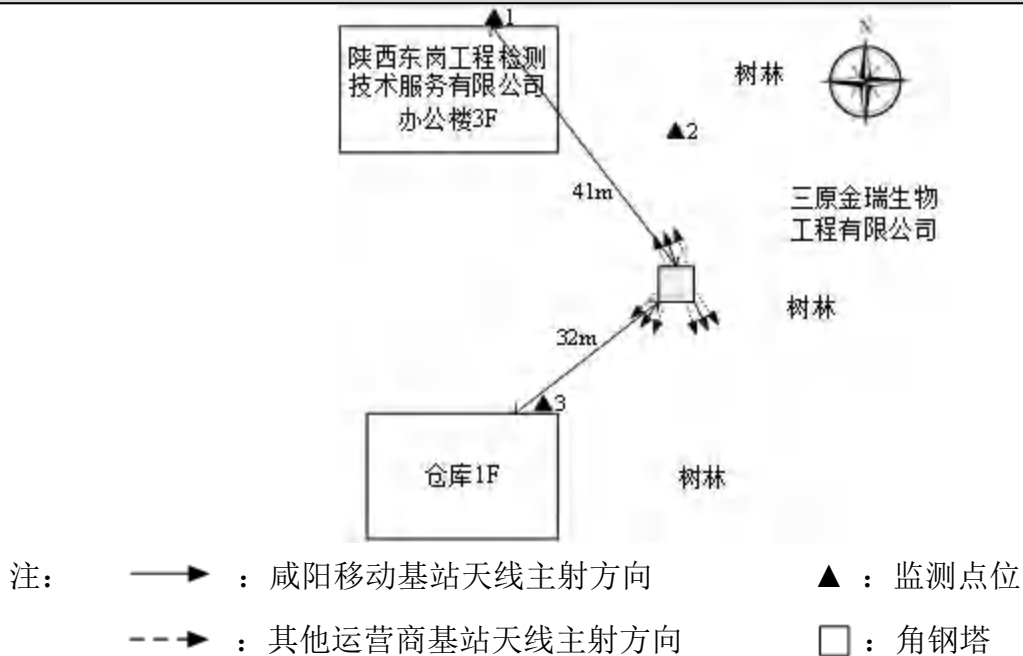 ▲1
陕西东岗工程检测
技术服务有限公司
办公楼3F
树林
N
▲2
41m
三原金瑞生物
工程有限公司
树林
32m
▲3
仓库1F
树林
注： ：咸阳移动基站天线主射方向 ▲：监测点位
：其他运营商基站天线主射方向 □：角钢塔